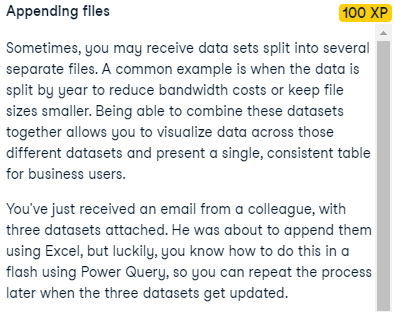 Appending files
100 XP
Sometimes, you may receive data sets split into several
separate files. A common example is when the data is
split by year to reduce bandwidth costs or keep file
sizes smaller. Being able to combine these datasets
together allows you to visualize data across those
different datasets and present a single, consistent table
for business users.
You've just received an email from a colleague, with
three datasets attached. He was about to append them
using Excel, but luckily, you know how to do this in a
flash using Power Query, so you can repeat the process
later when the three datasets get updated.